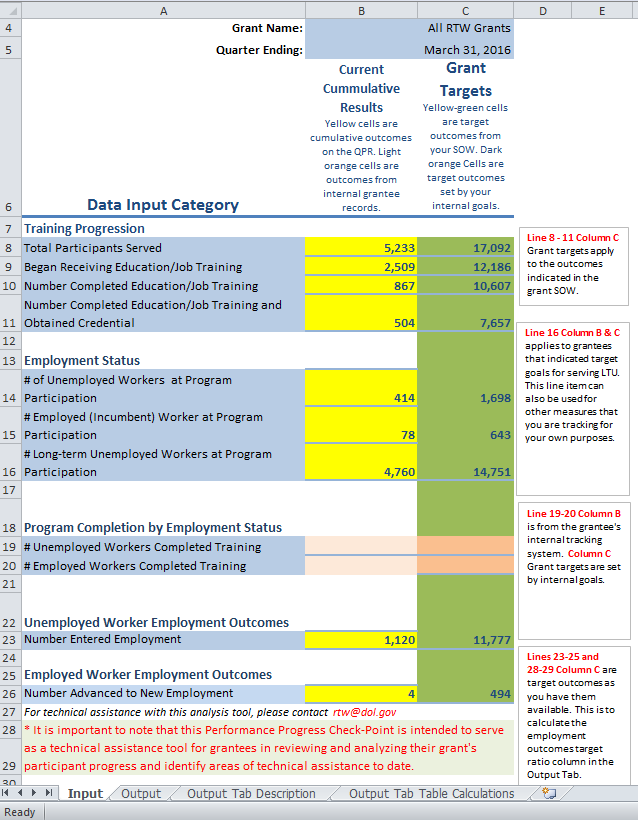 A B C D E
4 Grant Name: All RTW Grants
5 Quarter Ending: March 31, 2016
Current
Cummulative
Results
Yellow cells are
cumulative outcomes
on the QPR. Light
orange cells are
outcomes from
internal grantee
records.
Grant
Targets
Yellow-green cells
are target
outcomes from
your SOW. Dark
orange Cells are
target outcomes
set by your
internal goals.
6 Data Input Category
7 Training Progression
8 Total Participants Served 5,233 17,092
9 Began Receiving Education/Job Training 2,509 12,186
10 Number Completed Education/Job Training 867 10,607
Number Completed Education/Job Training and
11 Obtained Credential 504 7,657
12
13 Employment Status
# of Unemployed Workers at Program
14 Participation 414 1,698
# Employed (Incumbent) Worker at Program
15 Participation 78 643
# Long-term Unemployed Workers at Program
16 Participation 4,760 14,751
17
18 Program Completion by Employment Status
19 # Unemployed Workers Completed Training
20 # Employed Workers Completed Training
21
22 Unemployed Worker Employment Outcomes
23 Number Entered Employment 1,120 11,777
24
25 Employed Worker Employment Outcomes
26 Number Advanced to New Employment 4 494
27 For technical assistance with this analysis tool, please contact rtw@dol.gov
28 * It is important to note that this Performance Progress Check-Point is intended to serve
as a technical assistance tool for grantees in reviewing and analyzing their grant's
29 participant progress and identify areas of technical assistance to date.
30
Line 8 - 11 Column C
Grant targets apply
to the outcomes
indicated in the
grant SOW.
Line 16 Column B & C
applies to grantees
that indicated target
goals for serving LTU.
This line item can
also be used for
other measures that
you are tracking for
your own purposes.
Line 19-20 Column B
is from the grantee's
internal tracking
system. Column C
Grant targets are set
by internal goals.
Lines 23-25 and
28-29 Column C are
target outcomes as
you have them
available. This is to
calculate the
employment
outcomes target
ratio column in the
Output Tab.
Input Output Output Tab Description Output Tab Table Calculations
Ready